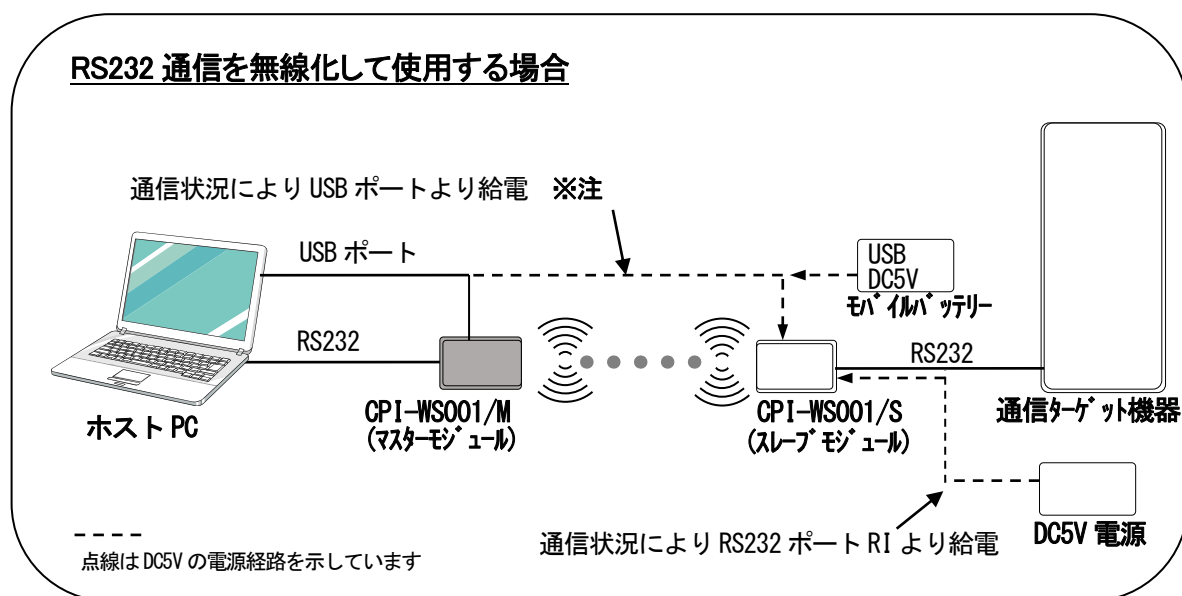 RS232 通信を無線化して使用する場合
通信状況により USB ポートより給電 ※注
USB ポート
USB
DC5V
モバイルバッテリー
RS232
RS232
ホスト PC
CPI-WS001/M
(マスターモジュール)
CPI-WS001/S
(スレーブモジュール)
通信ターゲット機器
DC5V 電源
通信状況により RS232 ポート RI より給電
点線は DC5V の電源経路を示しています